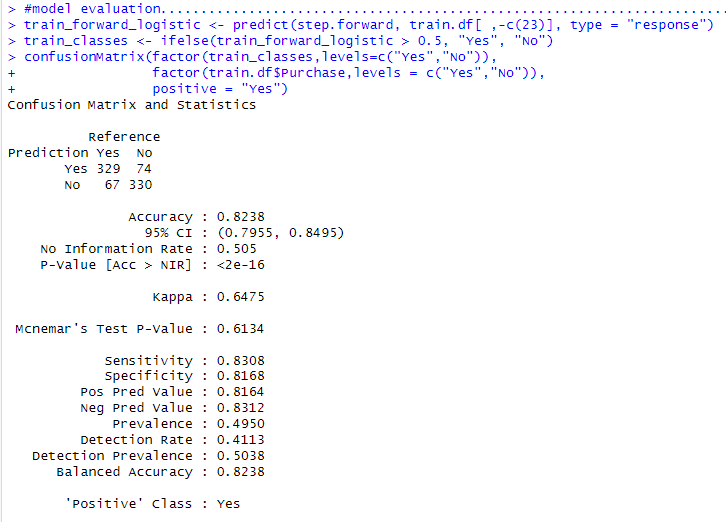 > #model evaluation......................................................................
> train_forward_logistic <- predict(step.forward, train.df[ ,-c(23)], type = "response")
> train_classes <- ifelse(train_forward_logistic > 0.5, "Yes", "No")
> confusionMatrix(factor(train_classes,levels=c("Yes","No")),
+                 factor(train.df$Purchase,levels = c("Yes","No")),
+                 positive = "Yes")
Confusion Matrix and Statistics

          Reference
Prediction Yes  No
       Yes 329  74
       No   67 330

               Accuracy : 0.8238
                 95% CI : (0.7955, 0.8495)
    No Information Rate : 0.505
    P-Value [Acc > NIR] : <2e-16

                  Kappa : 0.6475

 Mcnemar's Test P-Value : 0.6134

            Sensitivity : 0.8308
            Specificity : 0.8168
         Pos Pred Value : 0.8164
         Neg Pred Value : 0.8312
             Prevalence : 0.4950
         Detection Rate : 0.4113
   Detection Prevalence : 0.5038
      Balanced Accuracy : 0.8238

       'Positive' Class : Yes